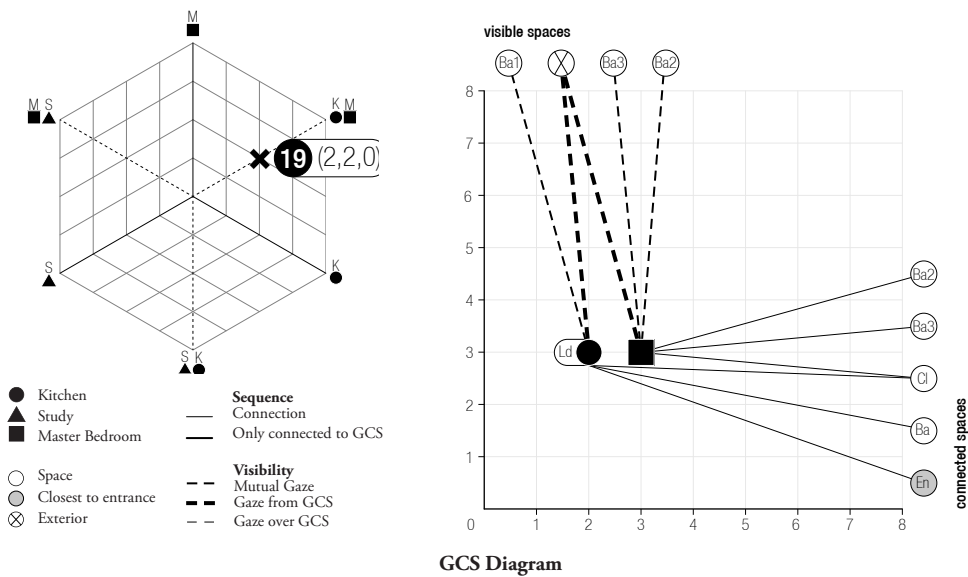 M
M S
K M
19 (2,2,0)
S
K
S K
Kitchen
Study
Master Bedroom
Space
Closest to entrance
Exterior
Sequence
Connection
Only connected to GCS
Visibility
Mutual Gaze
Gaze from GCS
Gaze over GCS
visible spaces
Ba1
Ba3
Ba2
8
7
6
5
4
3
2
1
0 1 2 3 4 5 6 7 8
Ld
Ba2
Ba3
Cl
Ba
En
connected spaces
GCS Diagram